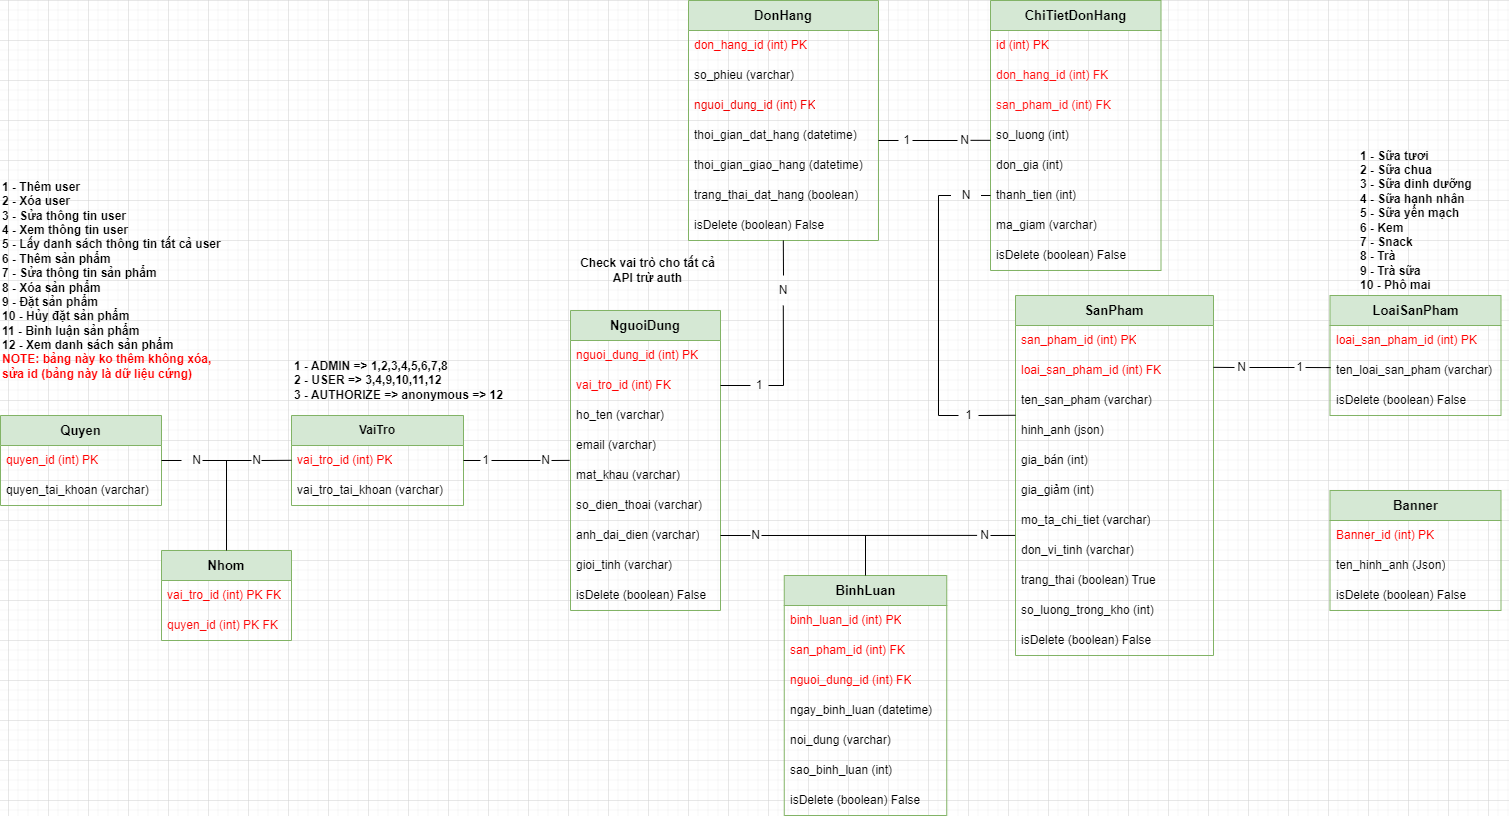 DonHang
don_hang_id (int) PK
so_phieu (varchar)
nguoi_dung_id (int) FK
thoi_gian_dat_hang (datetime)
thoi_gian_giao_hang (datetime)
trang_thai_dat_hang (boolean)
isDelete (boolean) False
ChiTietDonHang
id (int) PK
don_hang_id (int) FK
san_pham_id (int) FK
so_luong (int)
don_gia (int)
thanh_tien (int)
ma_giam (varchar)
isDelete (boolean) False
1
N
N
1 - Sữa tươi
2 - Sữa chua
3 - Sữa dinh dưỡng
4 - Sữa hạnh nhân
5 - Sữa yến mạch
6 - Kem
7 - Snack
8 - Trà
9 - Trà sữa
10 - Phô mai
1 - Thêm user
2 - Xóa user
3 - Sửa thông tin user
4 - Xem thông tin user
5 - Lấy danh sách thông tin tất cả user
6 - Thêm sản phẩm
7 - Sửa thông tin sản phẩm
8 - Xóa sản phẩm
9 - Đặt sản phẩm
10 - Hủy đặt sản phẩm
11 - Bình luận sản phẩm
12 - Xem danh sách sản phẩm
NOTE: bảng này ko thêm không xóa,
sửa id (bảng này là dữ liệu cứng)
Check vai trò cho tất cả
API trừ auth
N
1
1 - ADMIN => 1,2,3,4,5,6,7,8
2 - USER => 3,4,9,10,11,12
3 - AUTHORIZE => anonymous => 12
Quyen
quyen_id (int) PK
quyen_tai_khoan (varchar)
N
N
VaiTro
vai_tro_id (int) PK
vai_tro_tai_khoan (varchar)
1
N
Nhom
vai_tro_id (int) PK FK
quyen_id (int) PK FK
NguoiDung
nguoi_dung_id (int) PK
vai_tro_id (int) FK
ho_ten (varchar)
email (varchar)
mat_khau (varchar)
so_dien_thoai (varchar)
anh_dai_dien (varchar)
gioi_tinh (varchar)
isDelete (boolean) False
N
N
1
BinhLuan
binh_luan_id (int) PK
san_pham_id (int) FK
nguoi_dung_id (int) FK
ngay_binh_luan (datetime)
noi_dung (varchar)
sao_binh_luan (int)
isDelete (boolean) False
SanPham
san_pham_id (int) PK
loai_san_pham_id (int) FK
ten_san_pham (varchar)
hinh_anh (json)
gia_bán (int)
gia_giảm (int)
mo_ta_chi_tiet (varchar)
don_vi_tinh (varchar)
trang_thai (boolean) True
so_luong_trong_kho (int)
isDelete (boolean) False
N
1
LoaiSanPham
loai_san_pham_id (int) PK
ten_loai_san_pham (varchar)
isDelete (boolean) False
Banner
Banner_id (int) PK
ten_hinh_anh (Json)
isDelete (boolean) False